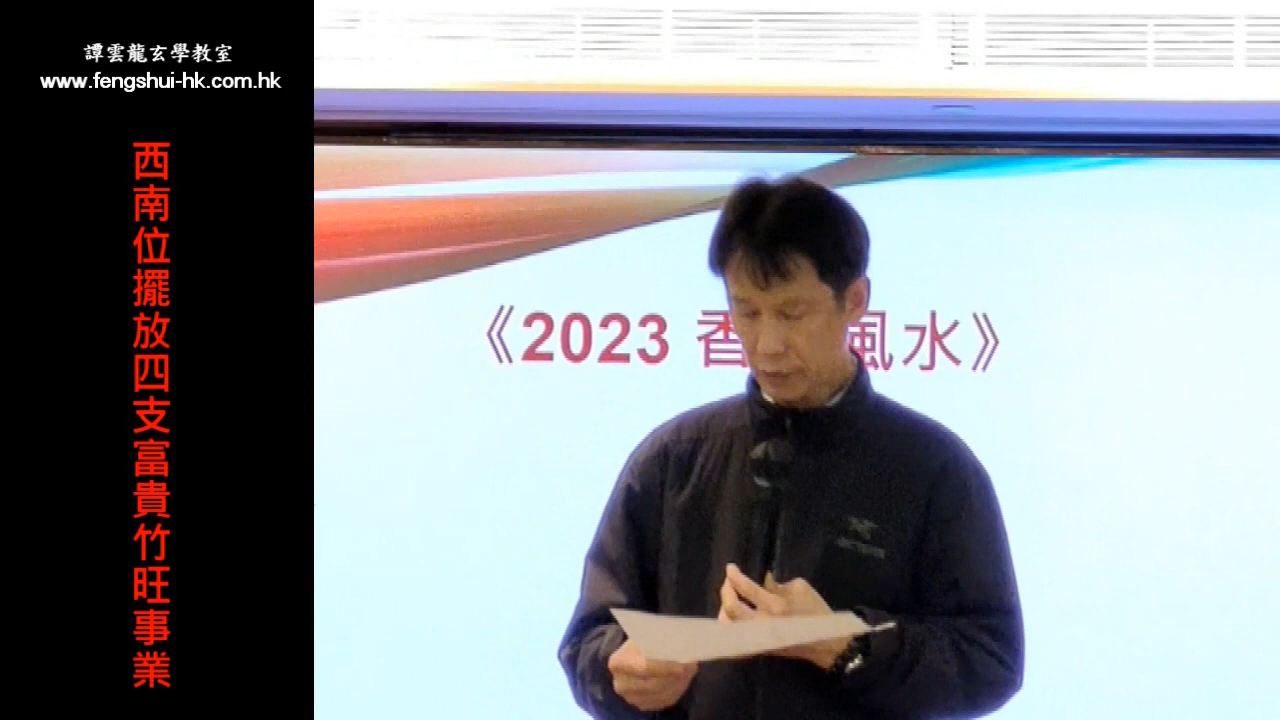 譚雲龍玄學教室
www.fengshui-hk.com.hk
西南位擺放四支富貴竹旺事業
《2023 香 風水》